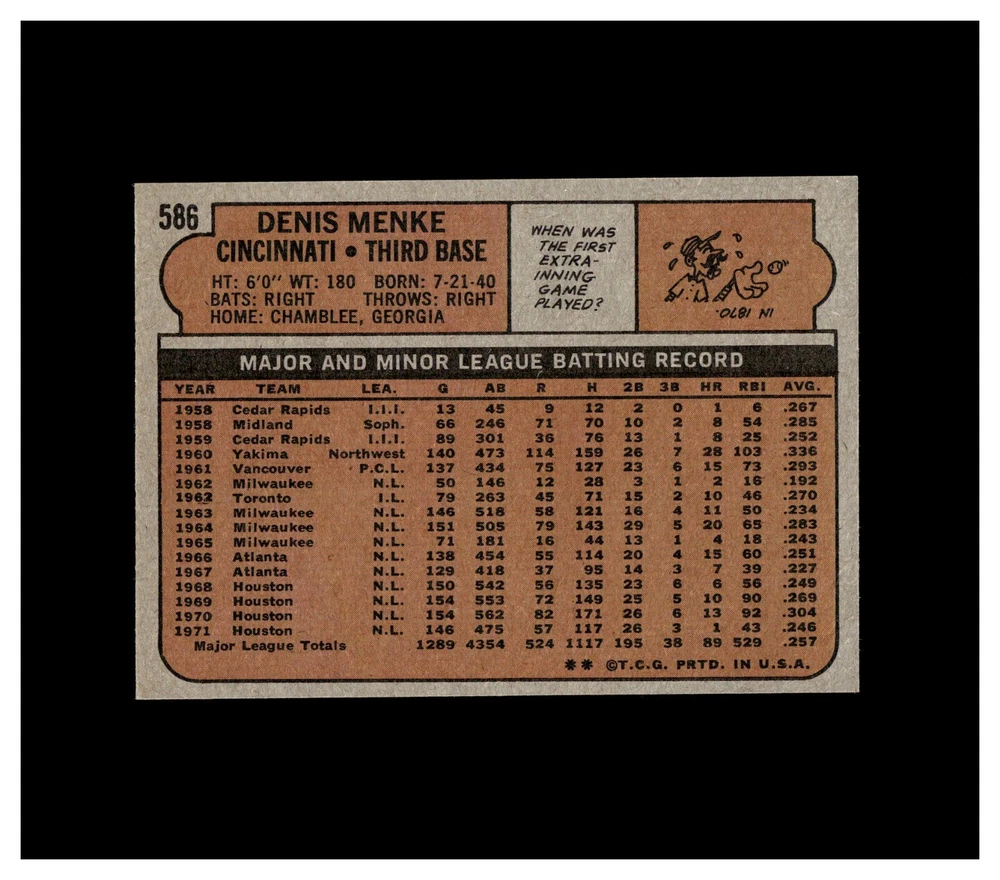 586
DENIS MENKE
CINCINNATI • THIRD BASE
HT: 6'0" WT: 180 BORN: 7-21-40
BATS: RIGHT THROWS: RIGHT
HOME: CHAMBLEE, GEORGIA
WHEN WAS
THE FIRST
EXTRA-
INNING
GAME
PLAYED?
IN 1870.
MAJOR AND MINOR LEAGUE BATTING RECORD
YEAR TEAM LEA. G AB R H 2B 3B HR RBI AVG.
1958 Cedar Rapids I.I.I. 13 45 9 12 2 0 1 6 .267
1958 Midland Soph. 66 246 71 70 10 2 8 54 .285
1959 Cedar Rapids I.I.I. 89 301 36 76 13 1 8 25 .252
1960 Yakima Northwest 140 473 114 159 26 7 28 103 .336
1961 Vancouver P.C.L. 137 434 75 127 23 6 15 73 .293
1962 Milwaukee N.L. 50 146 12 28 3 1 2 16 .192
1962 Toronto I.L. 79 263 45 71 15 2 10 46 .270
1963 Milwaukee N.L. 146 518 58 121 16 4 11 50 .234
1964 Milwaukee N.L. 151 505 79 143 29 5 20 65 .283
1965 Milwaukee N.L. 71 181 16 44 13 1 4 18 .243
1966 Atlanta N.L. 138 454 55 114 20 4 15 60 .251
1967 Atlanta N.L. 129 418 37 95 14 3 7 39 .227
1968 Houston N.L. 150 542 56 135 23 6 6 56 .249
1969 Houston N.L. 154 553 72 149 25 5 10 90 .269
1970 Houston N.L. 154 562 82 171 26 6 13 92 .304
1971 Houston N.L. 146 475 57 117 26 3 1 43 .246
Major League Totals 1289 4354 524 1117 195 38 89 529 .257
** ©T.C.G. PRTD. IN U.S.A.